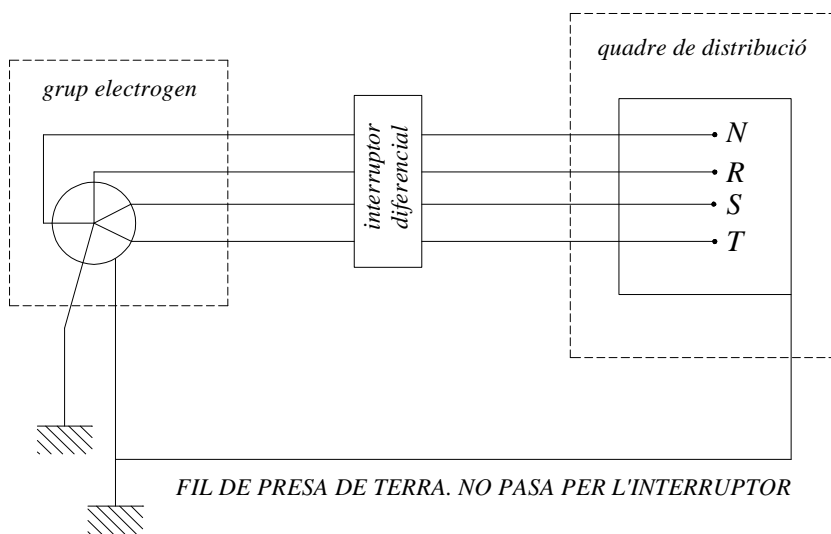 quadre de distribució
grup electrogen
interruptor
diferencial
N
R
S
T
FIL DE PRESA DE TERRA. NO PASA PER L'INTERRUPTOR